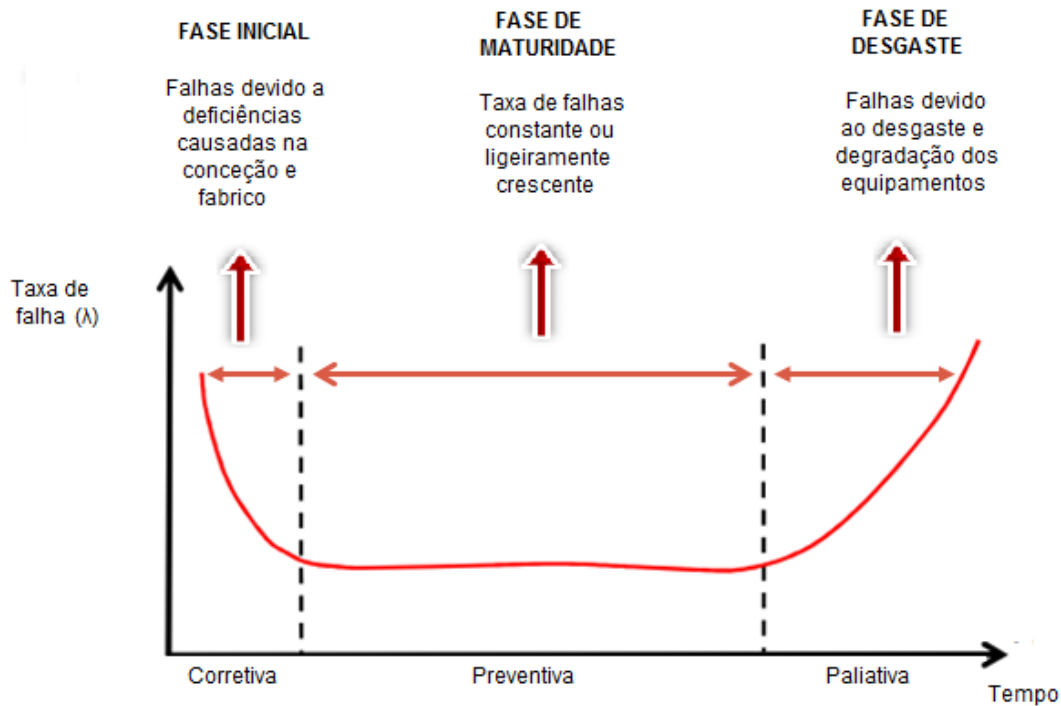 FASE INICIAL
Falhas devido a
deficiências
causadas na
conceção e
fabrico
FASE DE
MATURIDADE
Taxa de falhas
constante ou
ligeiramente
crescente
FASE DE
DESGASTE
Falhas devido
ao desgaste e
degradação dos
equipamentos
Taxa de
falha (λ)
Corretiva
Preventiva
Paliativa
Tempo